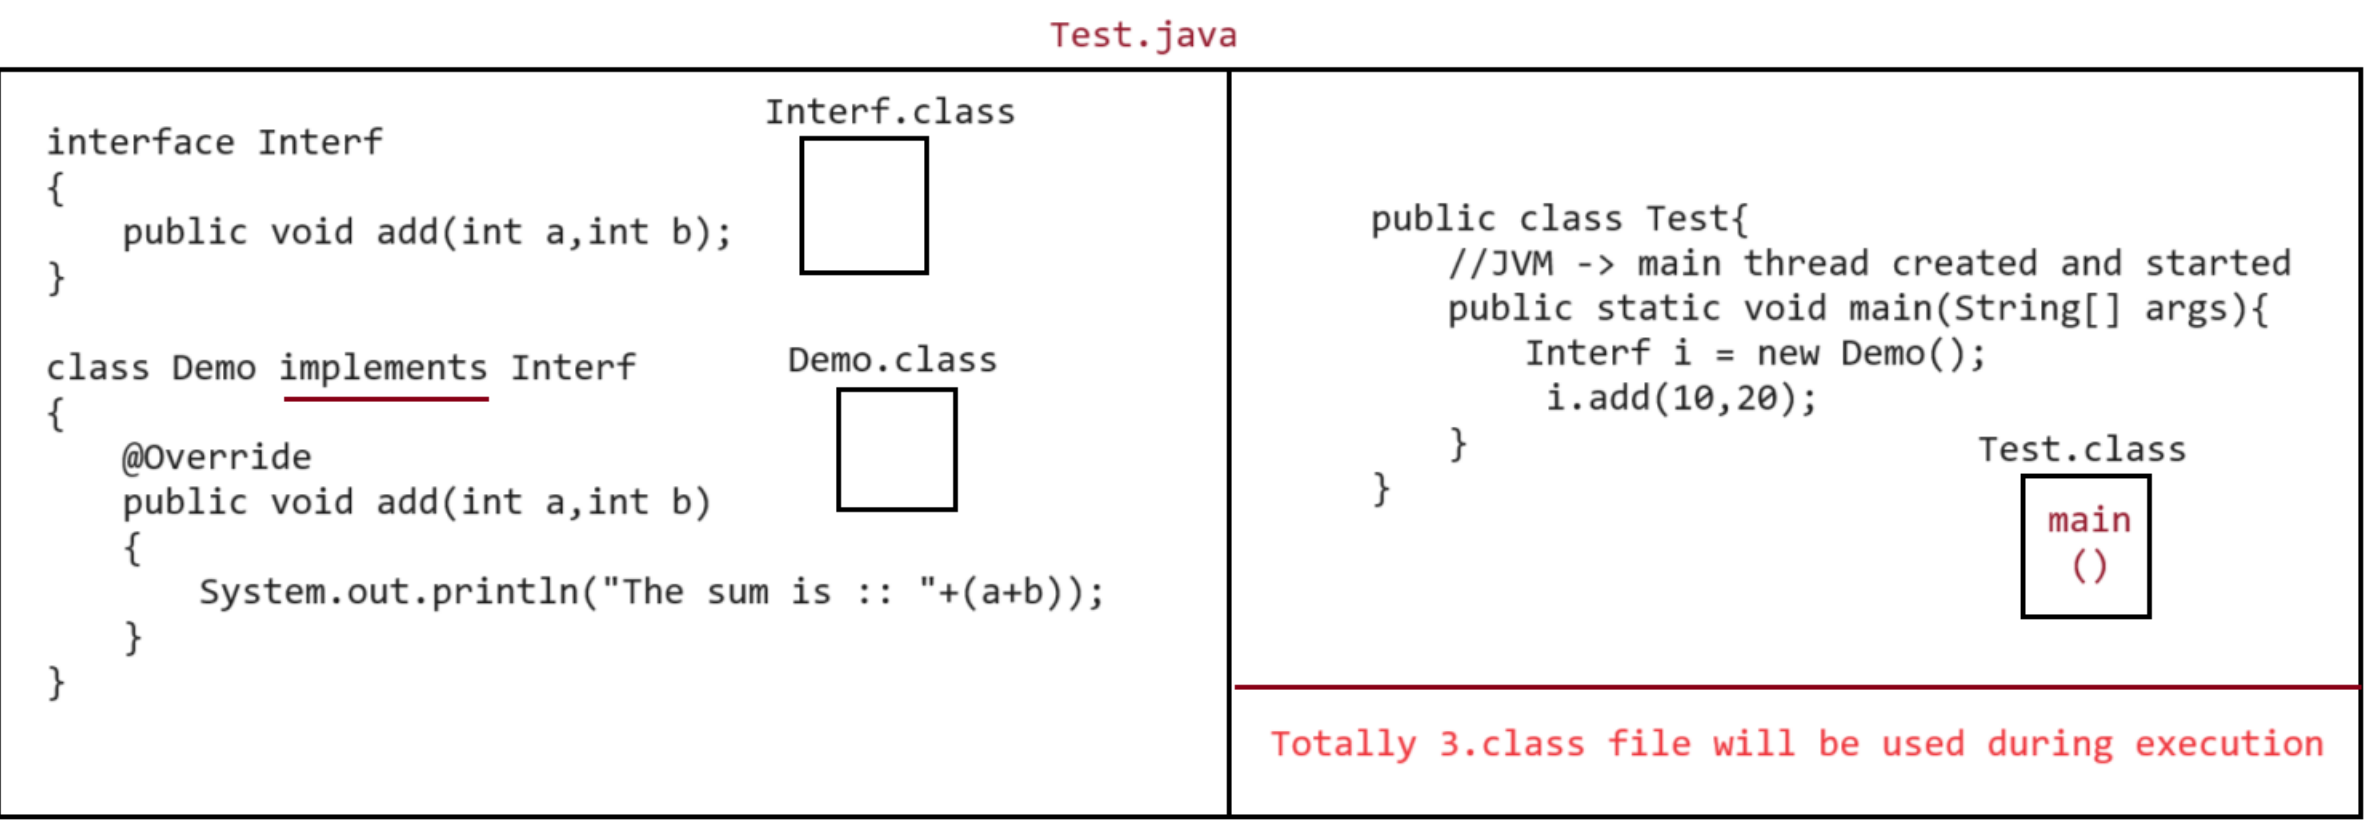 Test.java
interface Interf
{
    public void add(int a,int b);
}
Interf.class
class Demo implements Interf
{
    @Override
    public void add(int a,int b)
    {
        System.out.println("The sum is :: "+(a+b));
    }
}
Demo.class
public class Test{
    //JVM -> main thread created and started
    public static void main(String[] args){
        Interf i = new Demo();
         i.add(10,20);
    }
}
Test.class
main
()
Totally 3.class file will be used during execution